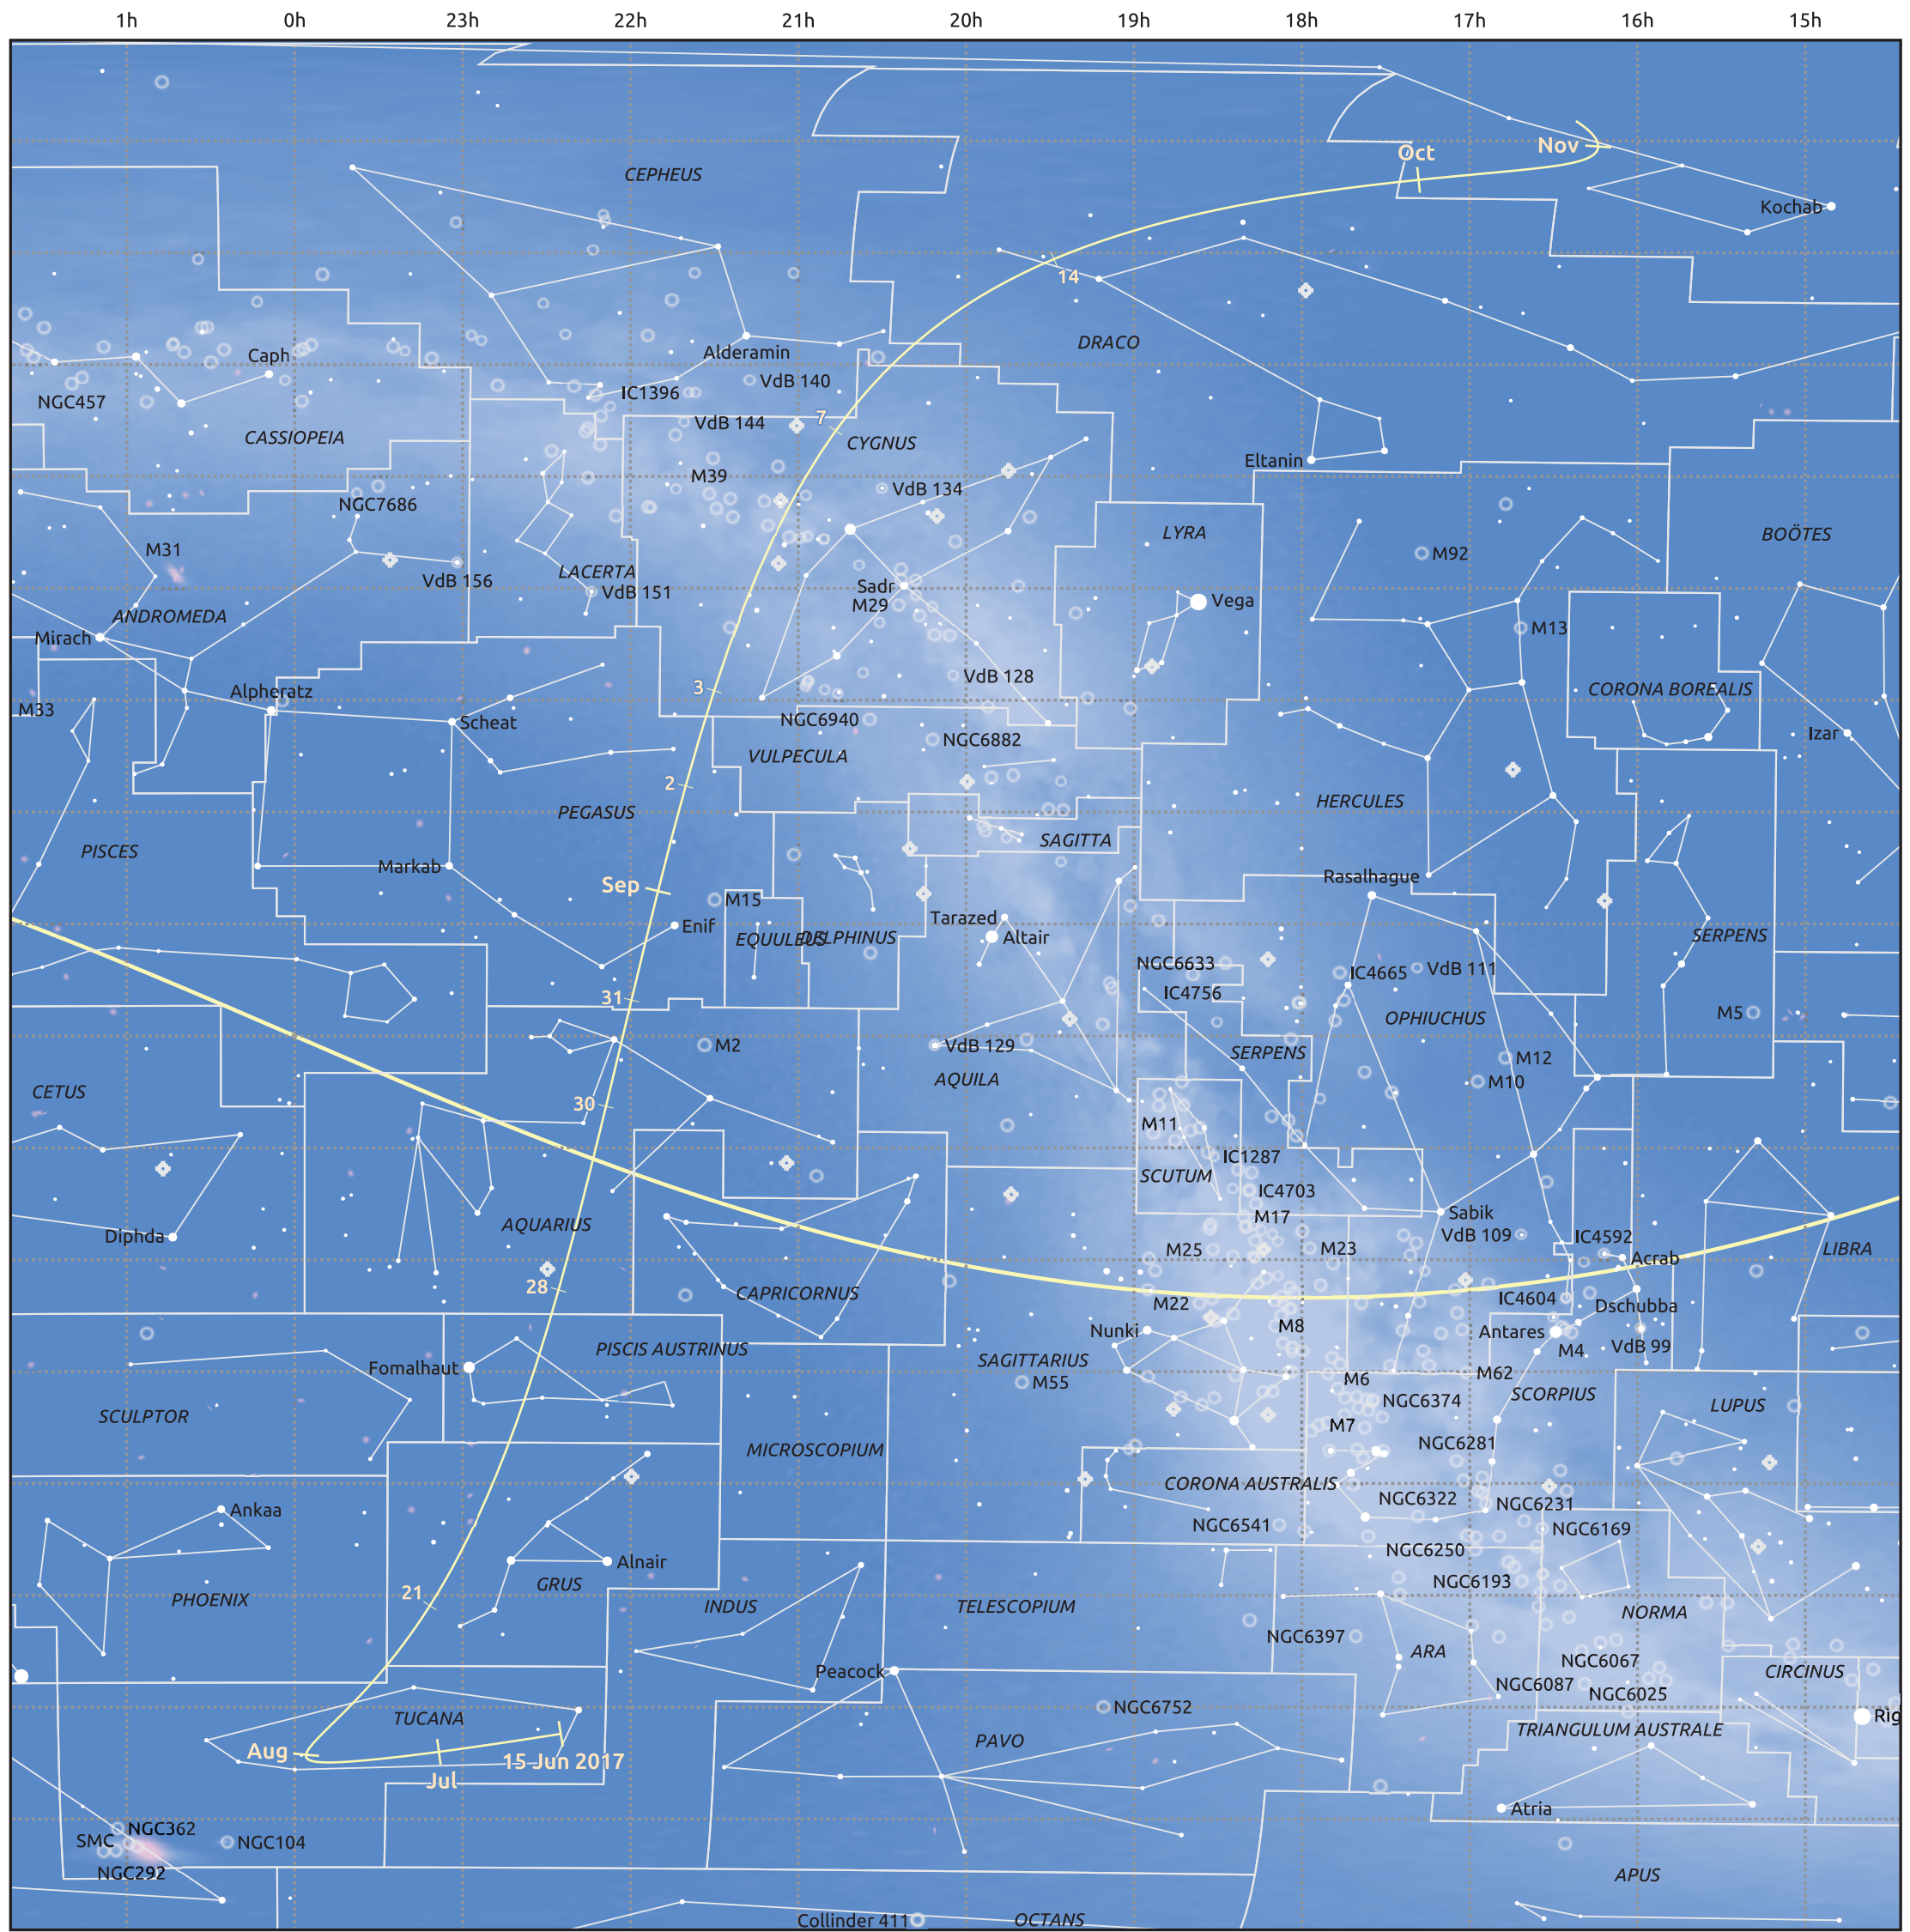 1h 0h 23h 22h 21h 20h 19h 18h 17h 16h 15h
Nov
Oct
CEPHEUS
Kochab
14
DRACO
Alderamin
Caph
VdB 140
IC1396
NGC457
7
VdB 144
CASSIOPEIA
CYGNUS
Eltanin
M39
VdB 134
NGC7686
LYRA
BOÖTES
M31
M92
LACERTA
VdB 156
Sadr
VdB 151
M29
Vega
ANDROMEDA
M13
Mirach
VdB 128
3
CORONA BOREALIS
Alpheratz
M33
Scheat
NGC6940
Izar
NGC6882
VULPECULA
2
HERCULES
PEGASUS
SAGITTA
PISCES
Markab
Rasalhague
Sep
M15
Tarazed
Enif
EQUULEUS
DELPHINUS
Altair
SERPENS
NGC6633
IC4665
VdB 111
31
IC4756
M5
OPHIUCHUS
M2
VdB 129
SERPENS
M12
AQUILA
M10
CETUS
30
M11
IC1287
SCUTUM
IC4703
Sabik
M17
AQUARIUS
Diphda
VdB 109
IC4592
M25
M23
LIBRA
Acrab
28
CAPRICORNUS
IC4604
M22
Dschubba
M8
Nunki
Antares
VdB 99
PISCIS AUSTRINUS
M4
SAGITTARIUS
Fomalhaut
M62
M55
M6
SCORPIUS
NGC6374
LUPUS
SCULPTOR
M7
NGC6281
MICROSCOPIUM
CORONA AUSTRALIS
NGC6322
NGC6231
Ankaa
NGC6541
NGC6169
NGC6250
Alnair
NGC6193
GRUS
21
PHOENIX
INDUS
TELESCOPIUM
NORMA
NGC6397
ARA
NGC6067
Peacock
CIRCINUS
NGC6087
NGC6025
NGC6752
Rig
TUCANA
TRIANGULUM AUSTRALE
PAVO
Aug
15 Jun 2017
Jul
Atria
NGC362
SMC
NGC104
NGC292
APUS
Collinder 411
OCTANS